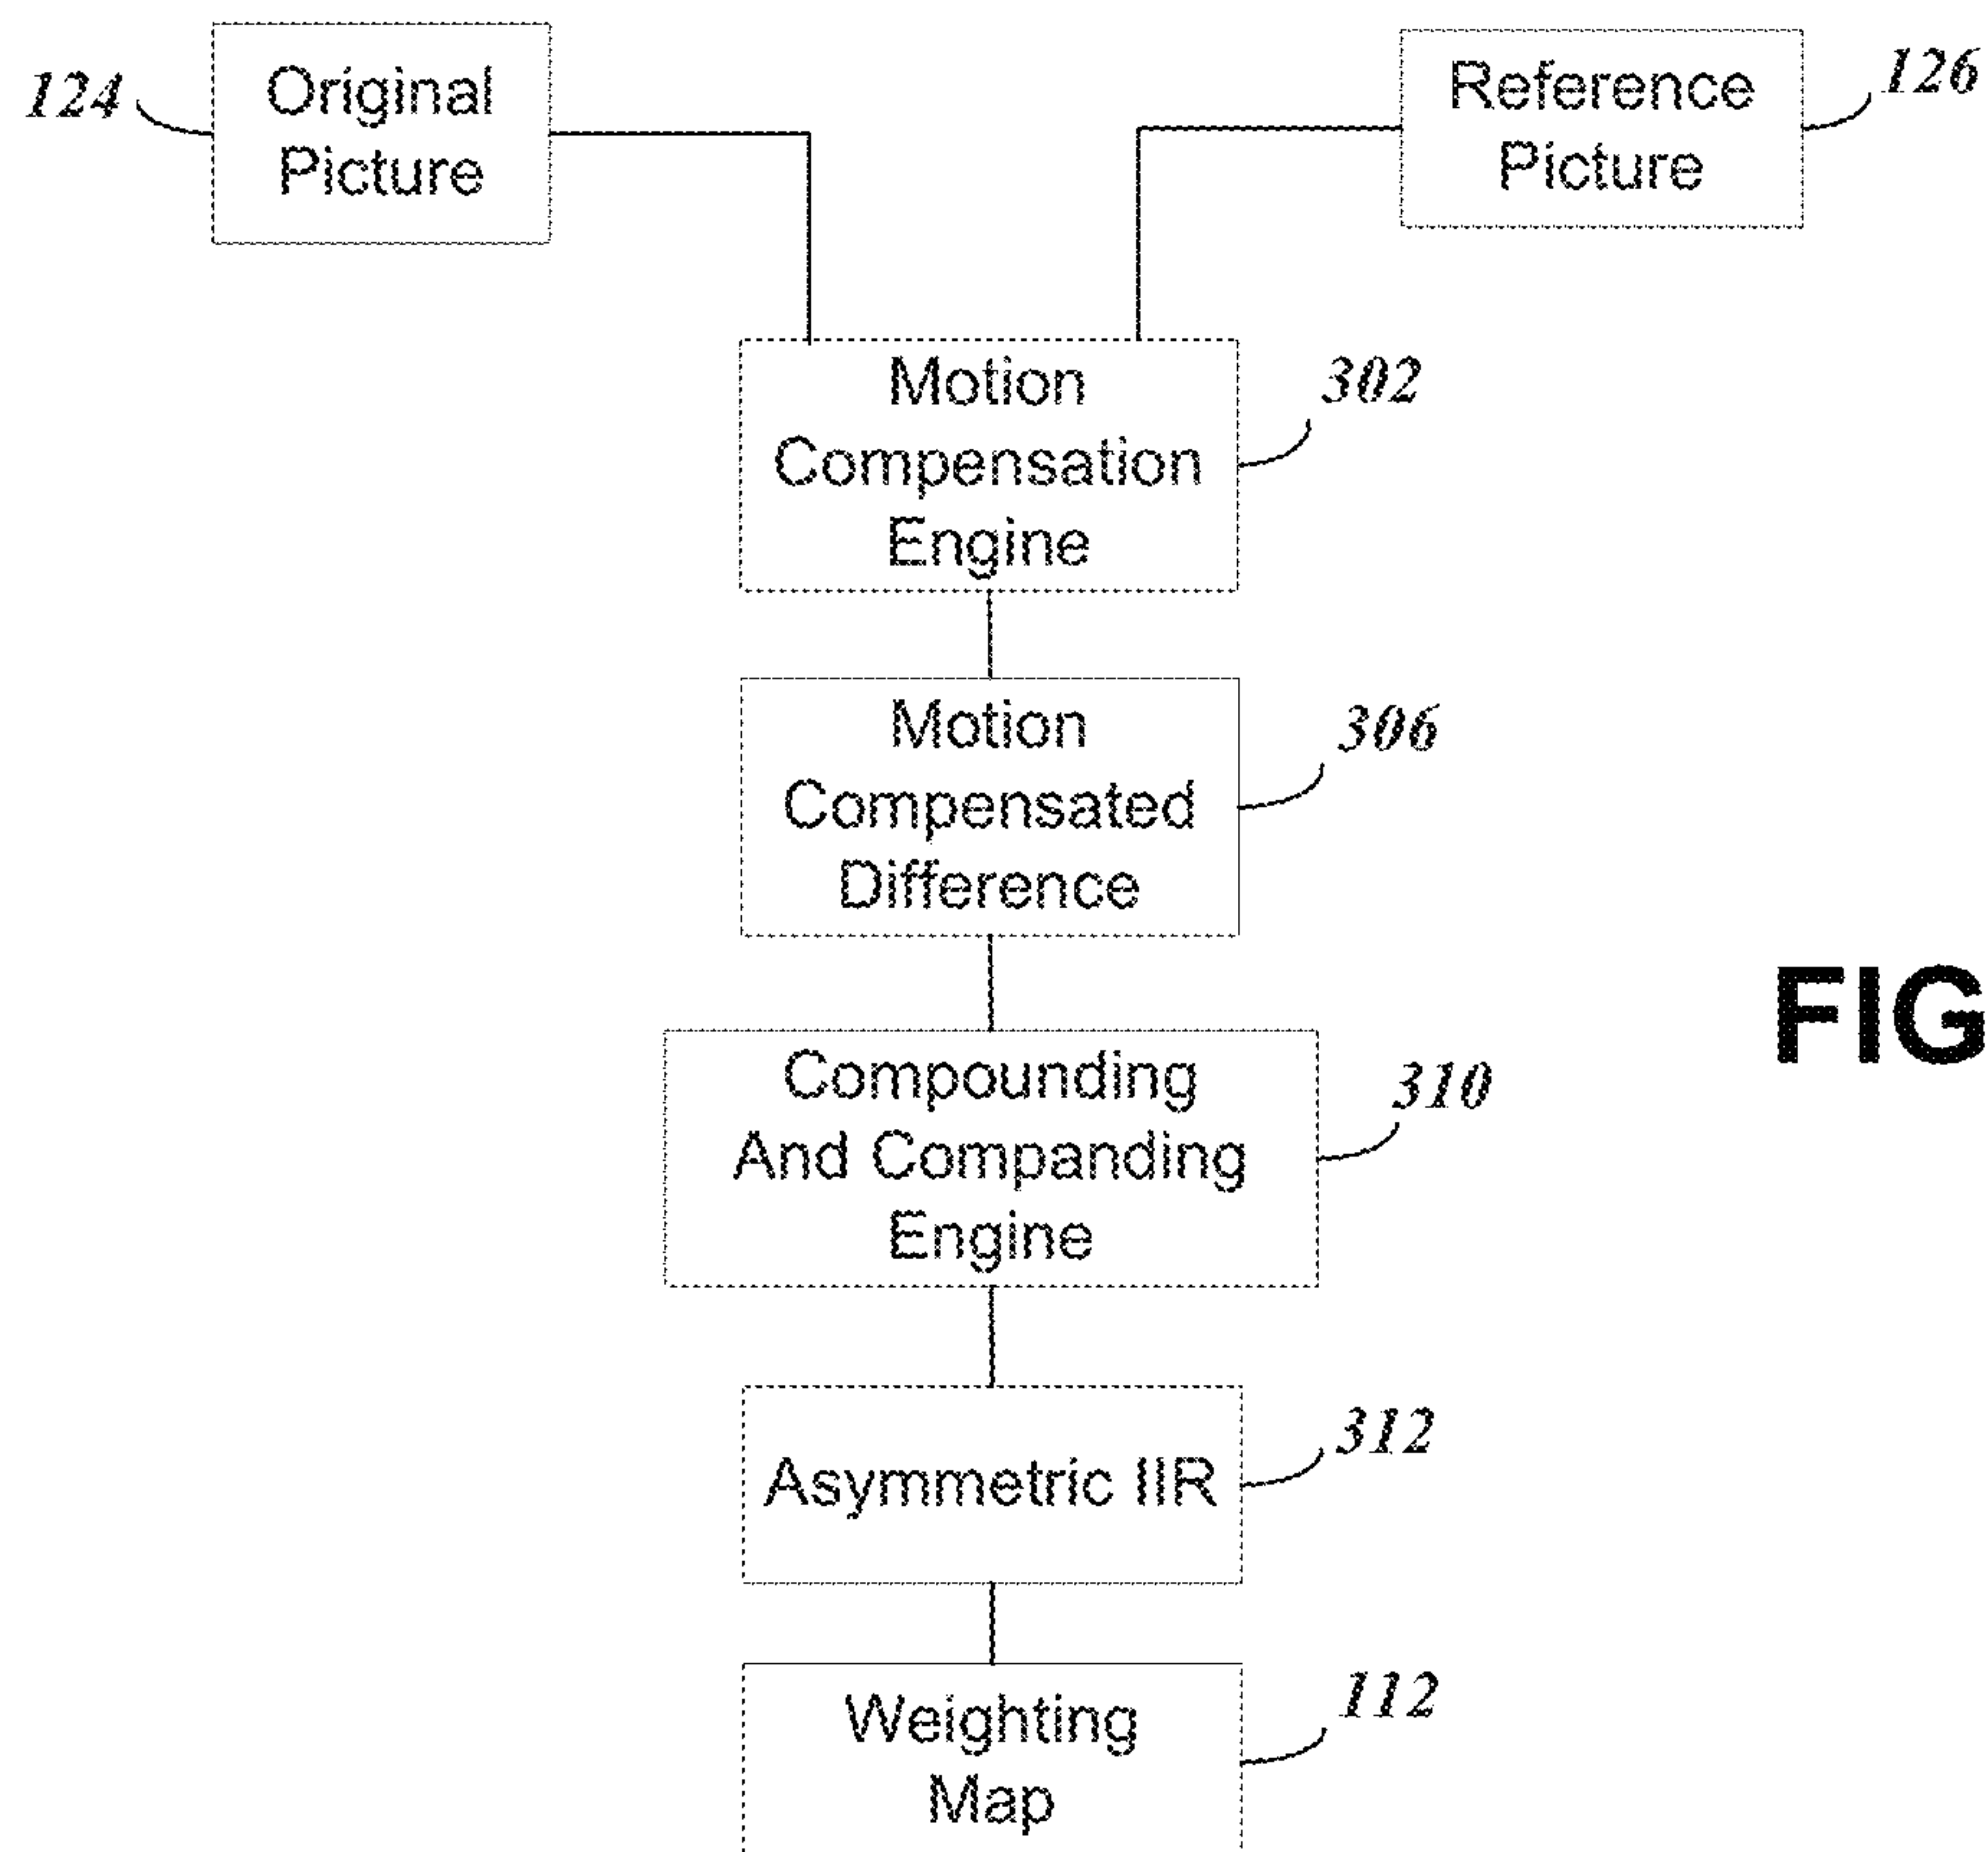 124
Original
Picture
Reference
Picture
126
Motion
Compensation
Engine
302
Motion
Compensated
Difference
306
FIG
Compounding
And Companding
Engine
310
Asymmetric IIR
312
Weighting
Map
112